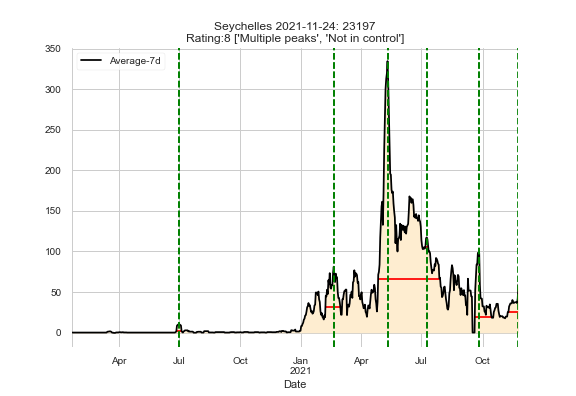 Seychelles 2021-11-24: 23197
Rating:8 ['Multiple peaks', 'Not in control']
Average-7d
350
300
250
200
150
100
50
0
Apr
Jul
Oct
Jan
2021
Apr
Jul
Oct
Date